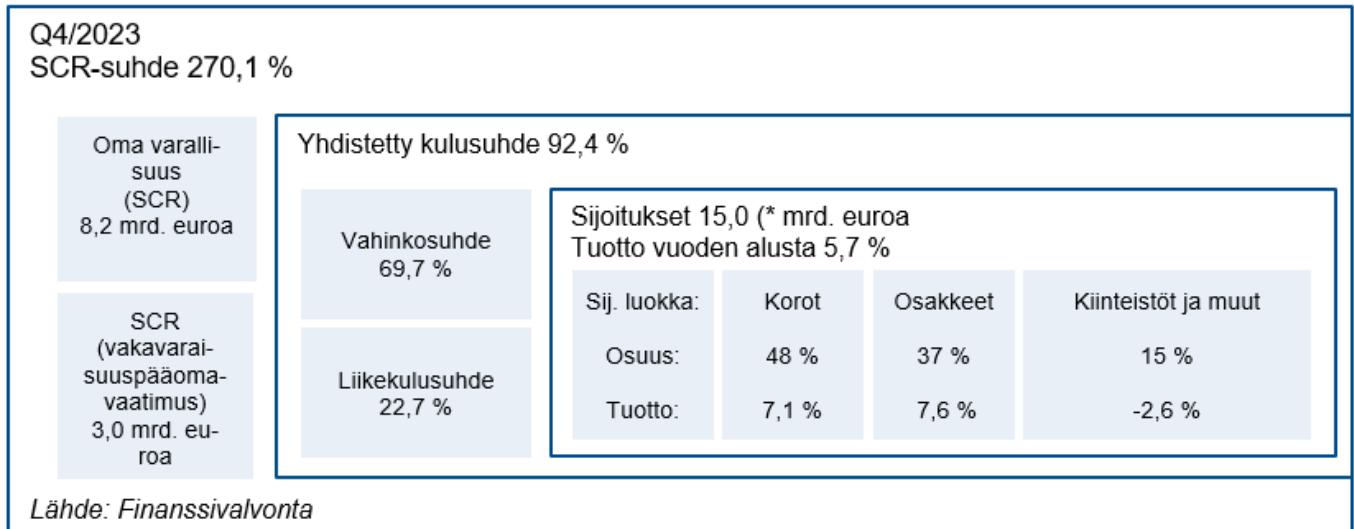 Q4/2023
SCR-suhde 270,1 %
Oma varalli-
suus
(SCR)
8,2 mrd. euroa
SCR
(vakavarai-
suuspääoma-
vaatimus)
3,0 mrd. eu-
roa
Yhdistetty kulusuhde 92,4 %
Vahinkosuhde
69,7 %
Liikekulusuhde
22,7 %
Sijoitukset 15,0 (* mrd. euroa
Tuotto vuoden alusta 5,7 %
Sij. luokka: Korot Osakkeet Kiinteistöt ja muut
Osuus: 48 % 37 % 15 %
Tuotto: 7,1 % 7,6 % -2,6 %
Lähde: Finanssivalvonta